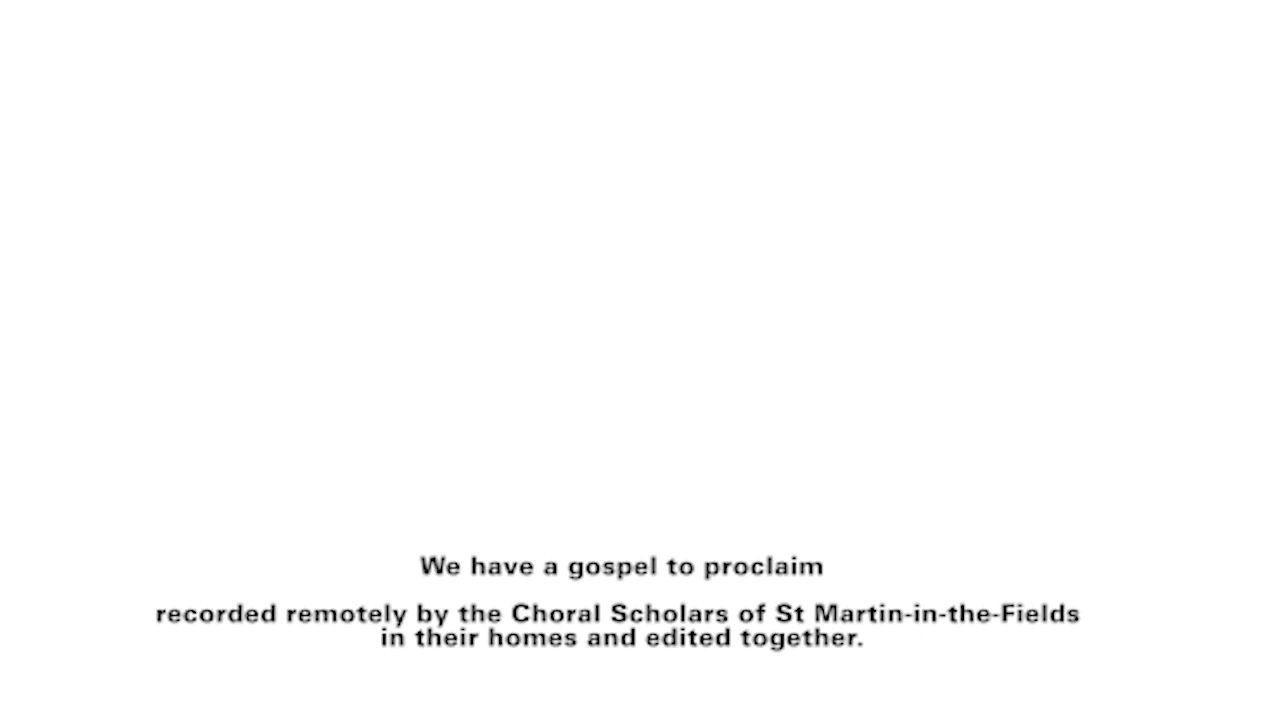 We have a gospel to proclaim
recorded remotely by the Choral Scholars of St Martin-in-the-Fields
in their homes and edited together.